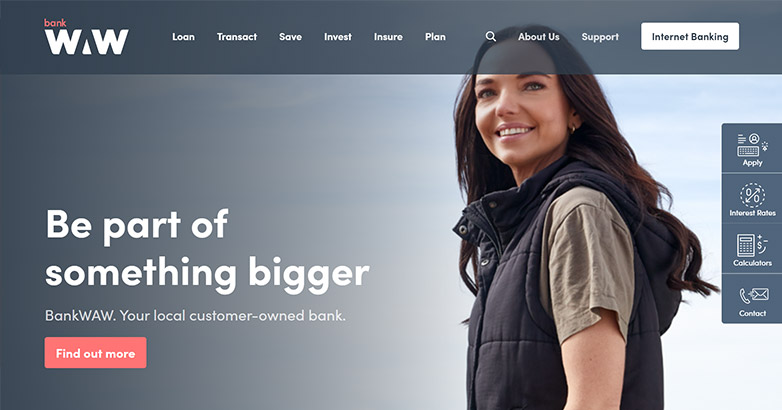 bank
WAW
Loan Transact Save Invest Insure Plan About Us Support Internet Banking
Apply
Interest Rates
Calculators
Contact
Be part of
something bigger
BankWAW. Your local customer-owned bank.
Find out more